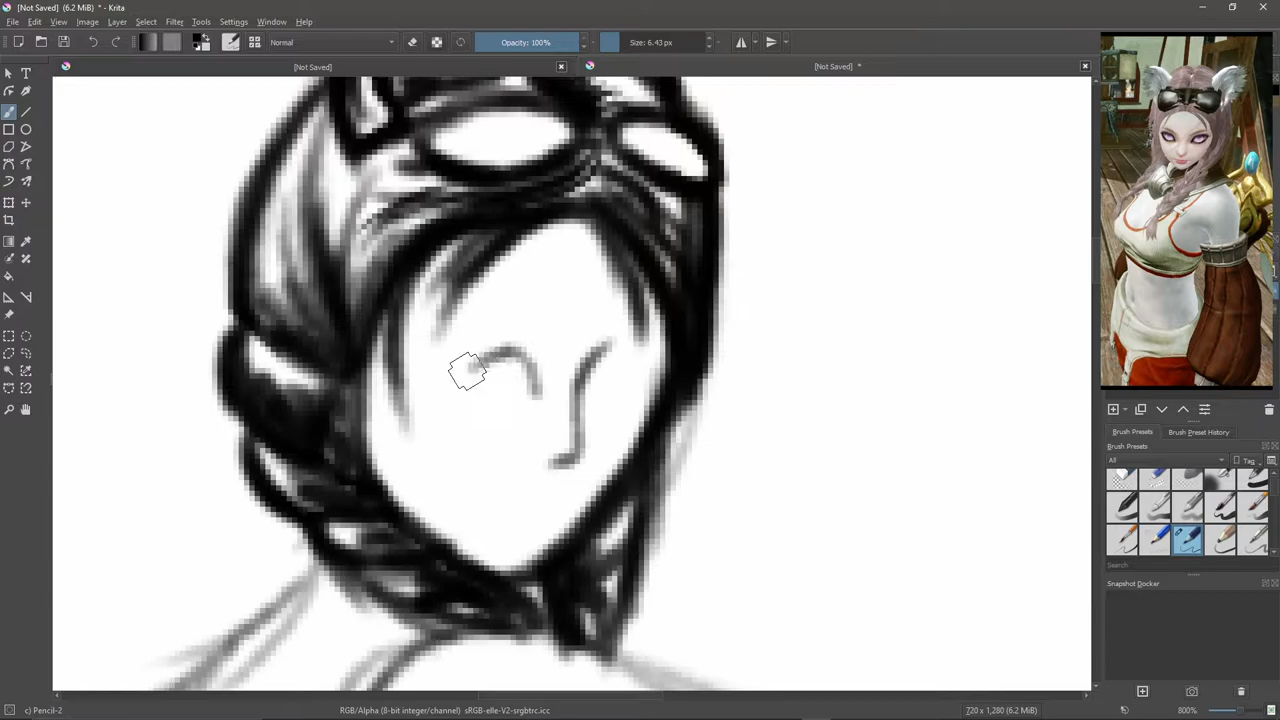 [Not Saved] (6.2 MiB) * - Krita
File Edit View Image Layer Select Filter Tools Settings Window Help
Normal Opacity: 100% Size: 6.43 px
[Not Saved] [Not Saved] *
Brush Presets Brush Preset History
Brush Presets
All Tag
Search
Snapshot Docker
c) Pencil-2 RGB/Alpha (8-bit integer/channel) sRGB-elle-V2-srgbtrc.icc 720 x 1,280 (6.2 MiB) 800%